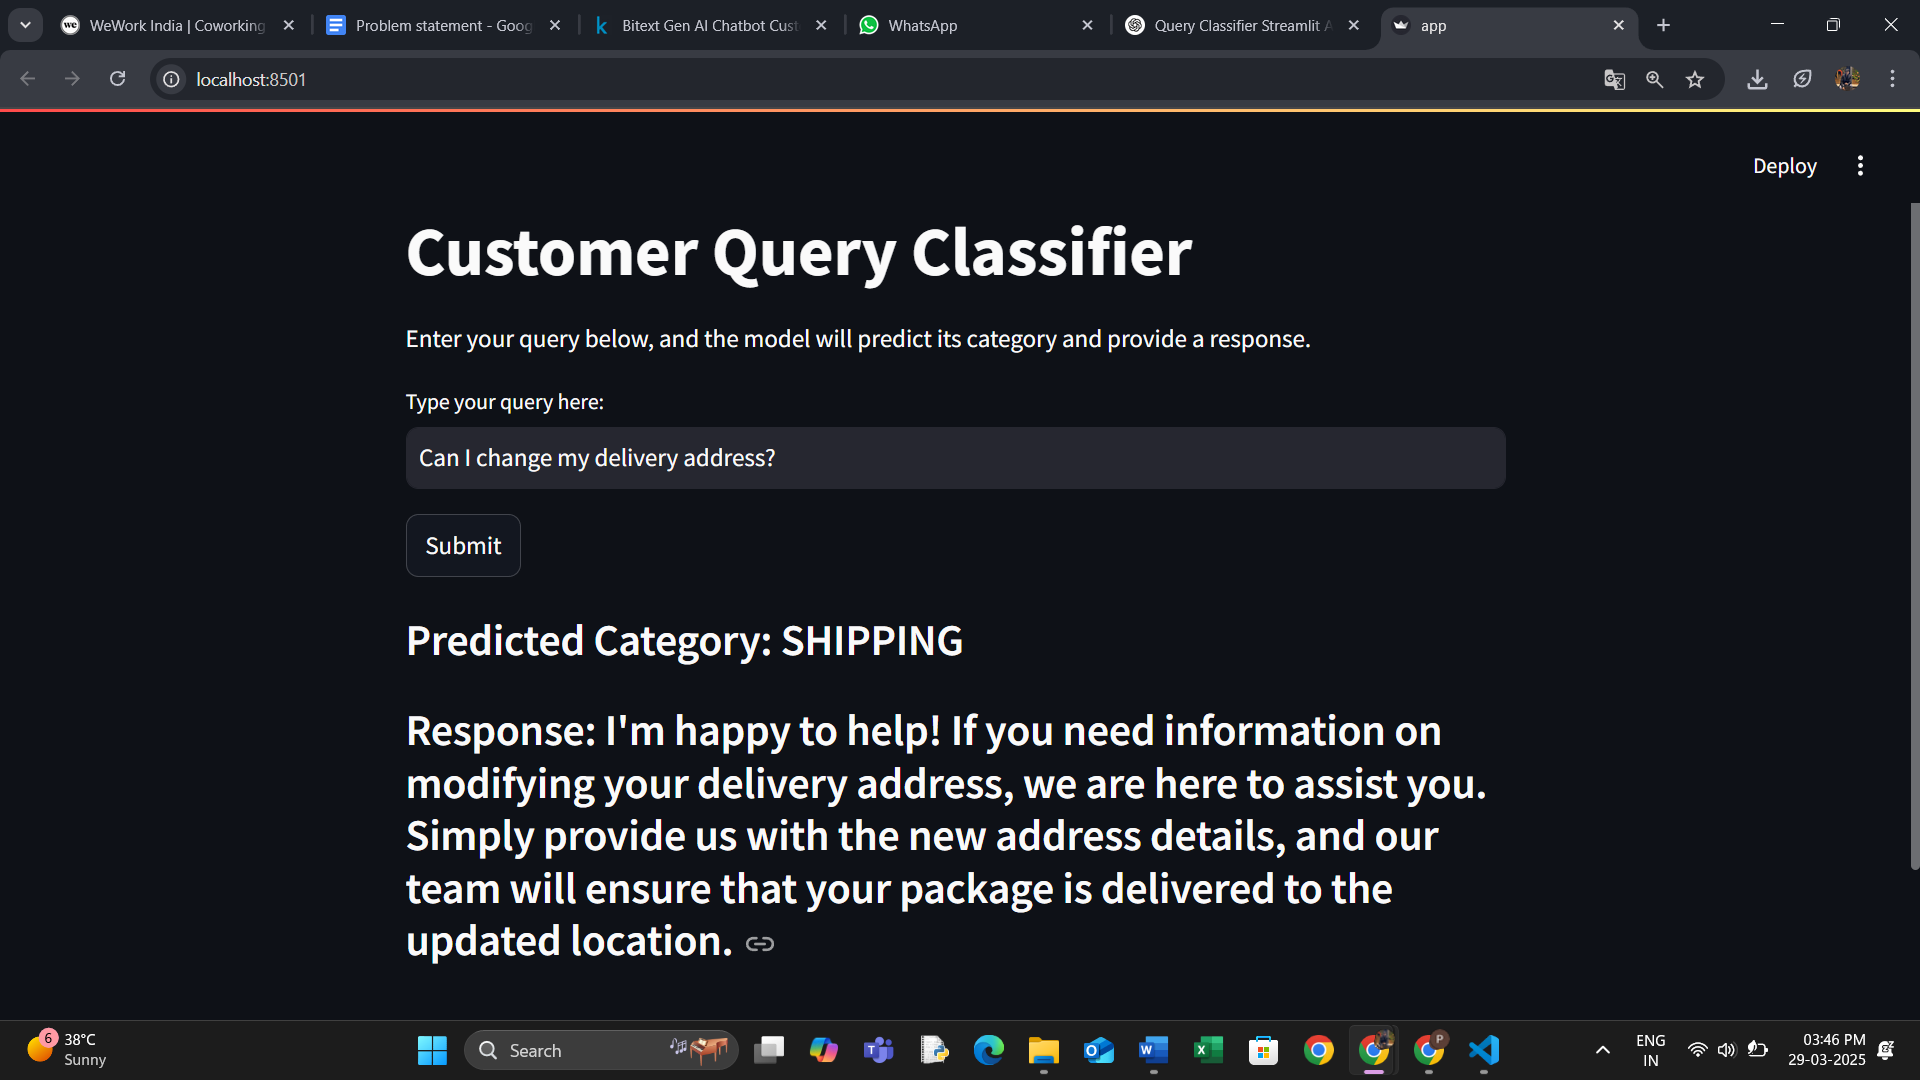 WeWork India | Coworking
Problem statement - Goog
Bitext Gen AI Chatbot Cust
WhatsApp
Query Classifier Streamlit A
app
localhost:8501
Deploy
Customer Query Classifier
Enter your query below, and the model will predict its category and provide a response.
Type your query here:
Can I change my delivery address?
Submit
Predicted Category: SHIPPING
Response: I'm happy to help! If you need information on
modifying your delivery address, we are here to assist you.
Simply provide us with the new address details, and our
team will ensure that your package is delivered to the
updated location.
6
38°C
Sunny
Search
P
ENG
IN
03:46 PM
29-03-2025